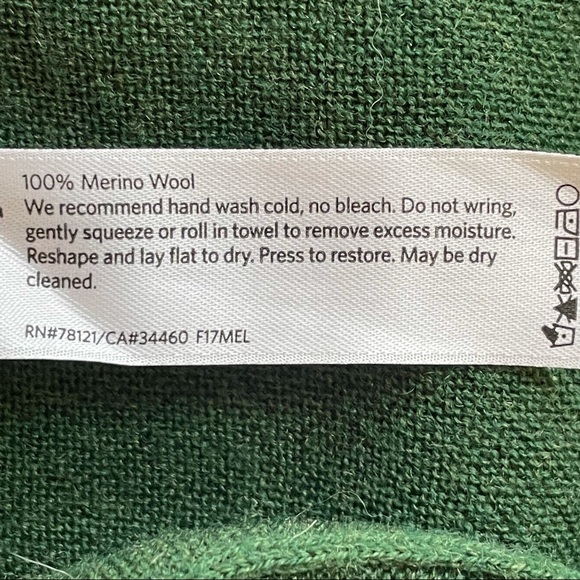 100% Merino Wool
We recommend hand wash cold, no bleach. Do not wring,
gently squeeze or roll in towel to remove excess moisture.
Reshape and lay flat to dry. Press to restore. May be dry
cleaned.
RN#78121/CA#34460 F17MEL